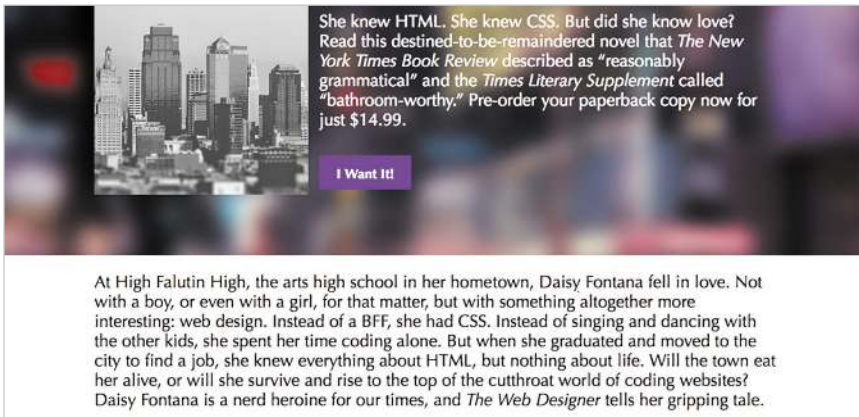 She knew HTML. She knew CSS. But did she know love?
Read this destined-to-be-remaindered novel that The New
York Times Book Review described as “reasonably
grammatical” and the Times Literary Supplement called
“bathroom-worthy.” Pre-order your paperback copy now for
just $14.99.
I Want It!
At High Falutin High, the arts high school in her hometown, Daisy Fontana fell in love. Not
with a boy, or even with a girl, for that matter, but with something altogether more
interesting: web design. Instead of a BFF, she had CSS. Instead of singing and dancing with
the other kids, she spent her time coding alone. But when she graduated and moved to the
city to find a job, she knew everything about HTML, but nothing about life. Will the town eat
her alive, or will she survive and rise to the top of the cutthroat world of coding websites?
Daisy Fontana is a nerd heroine for our times, and The Web Designer tells her gripping tale.